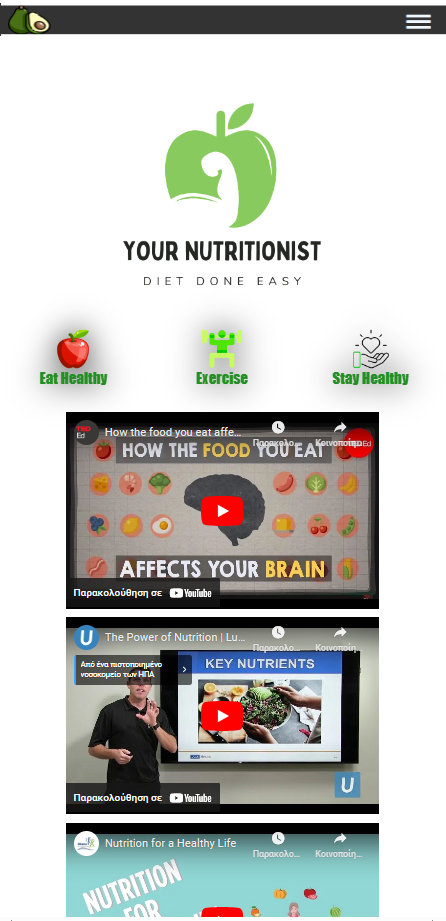 YOUR NUTRITIONIST
DIET DONE EASY
Eat Healthy
Exercise
Stay Healthy
TED
Ed
How the food you eat affe...
Παρακολο...
Κοινοποίη...
HOW THE FOOD YOU EAT
AFFECTS YOUR BRAIN
Παρακολούθηση σε YouTube
U
The Power of Nutrition | Lu...
Παρακολο...
Κοινοποίη...
Από ένα πιστοποιημένο
νοσοκομείο των ΗΠΑ
KEY NUTRIENTS
U
Παρακολούθηση σε YouTube
Nutrition for a Healthy Life
Παρακολο...
Κοινοποίη...
NUTRITION
FOR